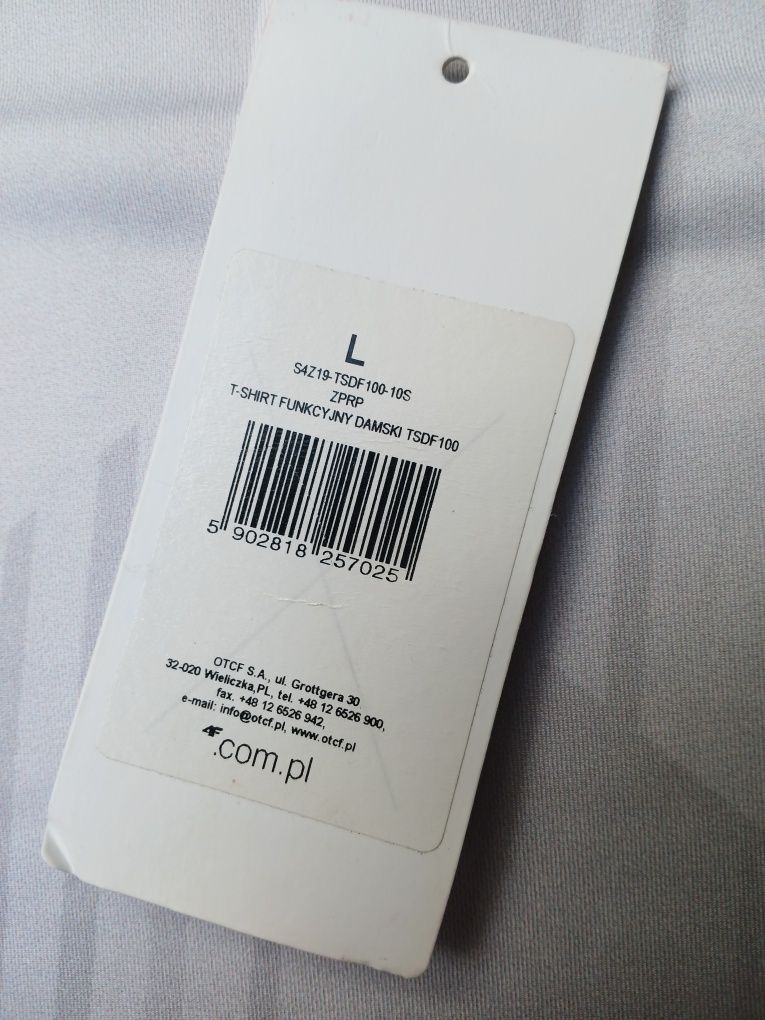 L
S4Z19-TSDF100-10S
ZPRP
T-SHIRT FUNKCYJNY DAMSKI TSDF100
5 902818 257025
OTCF S.A., ul. Grottgera 30
32-020 Wieliczka,PL, tel. +48 12 6526 900,
fax. +48 12 6526 942,
e-mail: info@otcf.pl, www.otcf.pl
4F
.com.pl